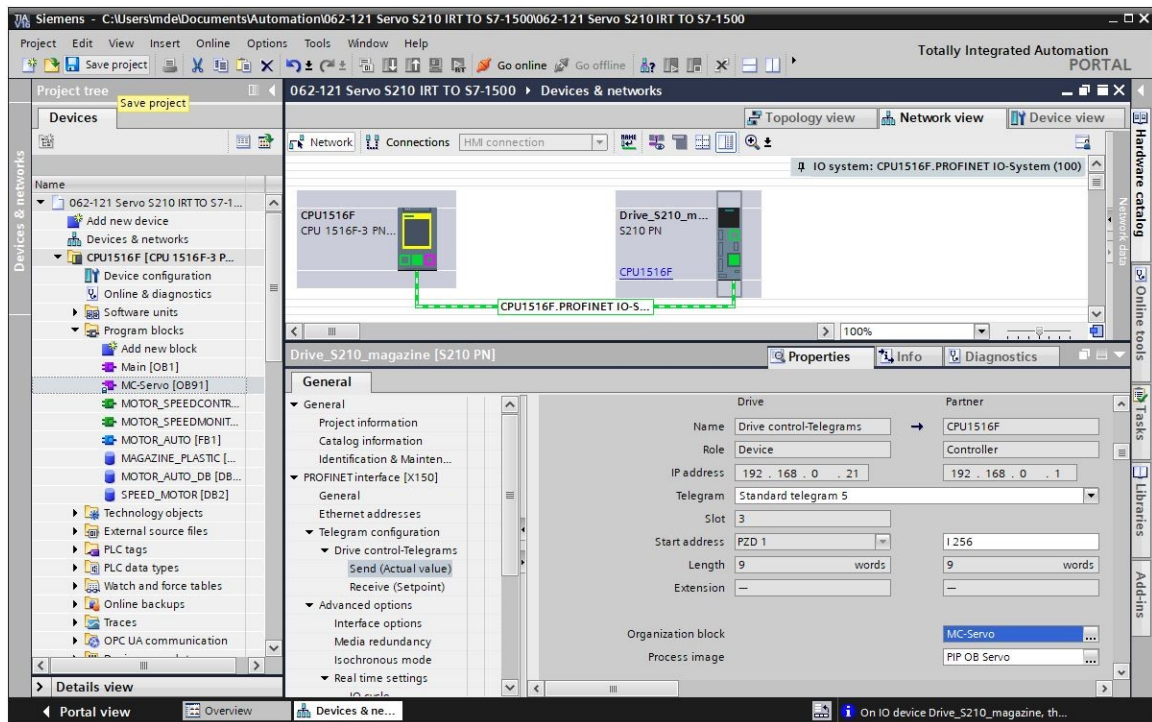 Siemens - C:\Users\mde\Documents\Automation\062-121 Servo S210 IRT TO S7-1500\062-121 Servo S210 IRT TO S7-1500
Project Edit View Insert Online Options Tools Window Help
Totally Integrated Automation
PORTAL
Save project
Go online
Go offline
Project tree
Save project
Devices
Name
062-121 Servo S210 IRT TO S7-1...
Add new device
Devices & networks
CPU1516F [CPU 1516F-3 P...
Device configuration
Online & diagnostics
Software units
Program blocks
Add new block
Main [OB1]
MC-Servo [OB91]
MOTOR_SPEEDCONTR...
MOTOR_SPEEDMONIT...
MOTOR_AUTO [FB1]
MAGAZINE_PLASTIC [...
MOTOR_AUTO_DB [DB...
SPEED_MOTOR [DB2]
Technology objects
External source files
PLC tags
PLC data types
Watch and force tables
Online backups
Traces
OPC UA communication
Details view
Devices & networks
062-121 Servo S210 IRT TO S7-1500
Devices & networks
Topology view
Network view
Device view
Network
Connections
HMI connection
IO system: CPU1516F.PROFINET IO-System (100)
CPU1516F
CPU 1516F-3 PN...
Drive_S210_m...
S210 PN
CPU1516F
CPU1516F.PROFINET IO-S...
100%
Network data
Drive_S210_magazine [S210 PN]
Properties
Info
Diagnostics
General
General
Project information
Catalog information
Identification & Mainten...
PROFINET interface [X150]
General
Ethernet addresses
Telegram configuration
Drive control-Telegrams
Send (Actual value)
Receive (Setpoint)
Advanced options
Interface options
Media redundancy
Isochronous mode
Real time settings
IO cycle
Drive Partner
Name Drive control-Telegrams CPU1516F
Role Device Controller
IP address 192 . 168 . 0 . 21 192 . 168 . 0 . 1
Telegram Standard telegram 5
Slot 3
Start address PZD 1 I 256
Length 9 words 9 words
Extension — —
Organization block MC-Servo ...
Process image PIP OB Servo ...
Hardware catalog
Online tools
Tasks
Libraries
Add-ins
Portal view
Overview
Devices & ne...
On IO device Drive_S210_magazine, th...